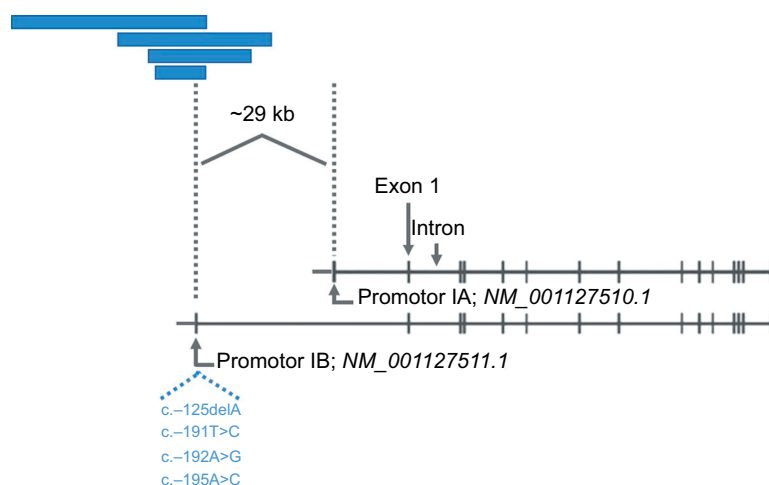 ~29 kb
Exon 1
Intron
Promotor IA; NM_001127510.1
Promotor IB; NM_001127511.1
c.–125delA
c.–191T>C
c.–192A>G
c.–195A>C